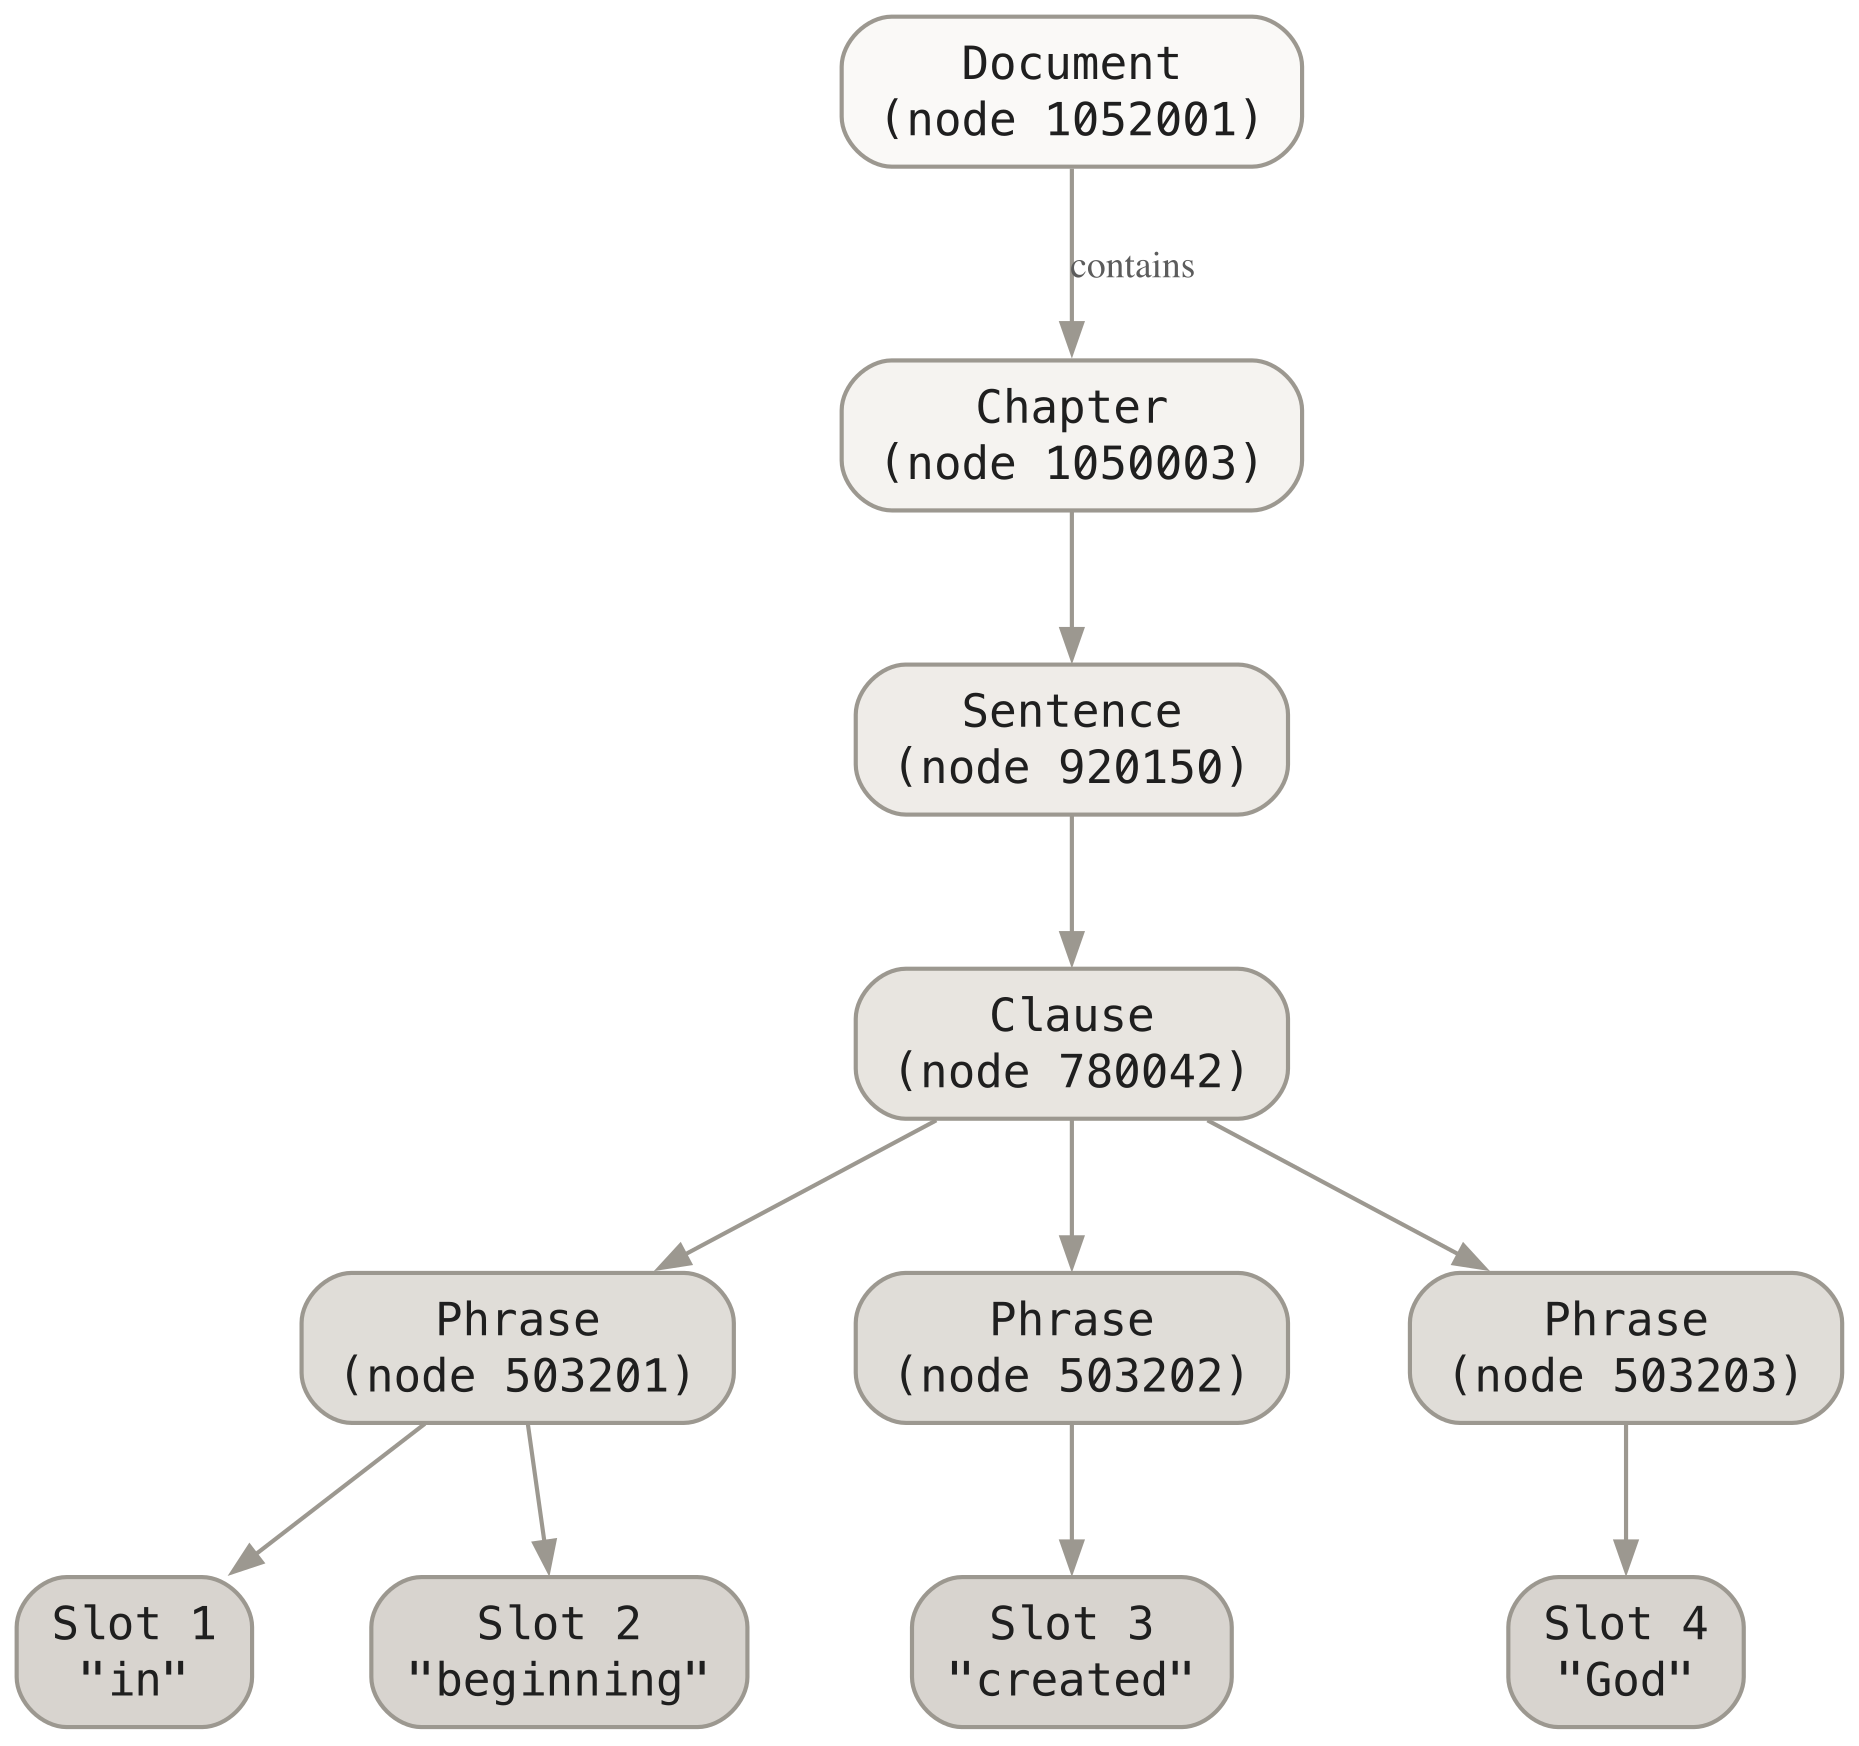 Document
(node 1052001)
contains
Chapter
(node 1050003)
Sentence
(node 920150)
Clause
(node 780042)
Phrase
(node 503201)
Phrase
(node 503202)
Phrase
(node 503203)
Slot 1
"in"
Slot 2
"beginning"
Slot 3
"created"
Slot 4
"God"